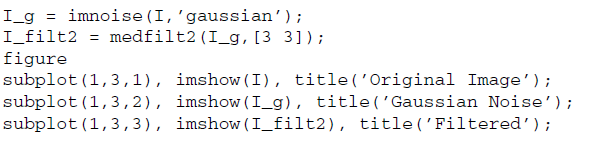 I_g = imnoise(I,’gaussian’);
I_filt2 = medfilt2(I_g,[3 3]);
figure
subplot(1,3,1), imshow(I), title(’Original Image’);
subplot(1,3,2), imshow(I_g), title(’Gaussian Noise’);
subplot(1,3,3), imshow(I_filt2), title(’Filtered’);